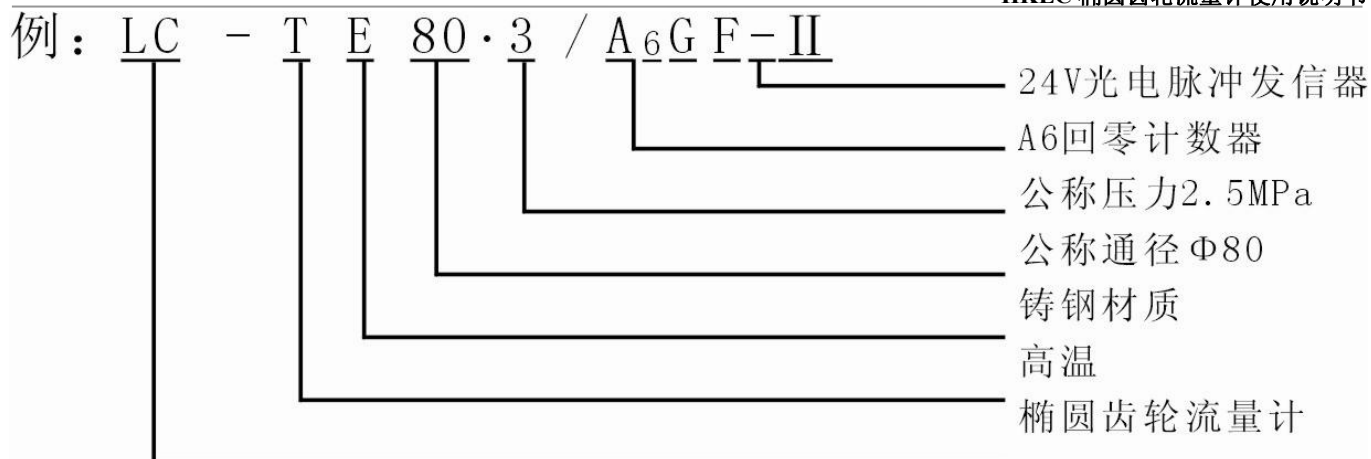 例：LC - T E 80·3 / A6G F-II
24V光电脉冲发信器
A6回零计数器
公称压力2.5MPa
公称通径Φ80
铸钢材质
高温
椭圆齿轮流量计